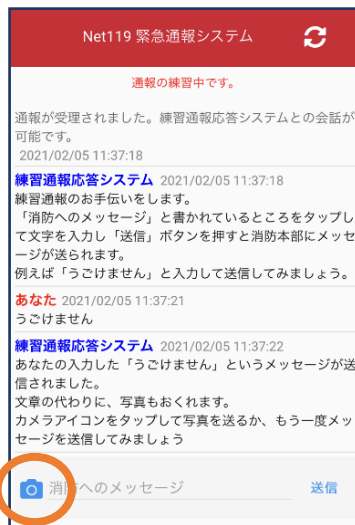 Net119 緊急通報システム
通報の練習中です。
通報が受理されました。練習通報応答システムとの会話が
可能です。
2021/02/05 11:37:18
練習通報応答システム 2021/02/05 11:37:18
練習通報のお手伝いをします。
「消防へのメッセージ」と書かれているところをタップし
て文字を入力し「送信」ボタンを押すと消防本部にメッセ
ージが送られます。
例えば「うごけません」と入力して送信してみましょう。
あなた 2021/02/05 11:37:21
うごけません
練習通報応答システム 2021/02/05 11:37:22
あなたの入力した「うごけません」というメッセージが送
信されました。
文章の代わりに、写真もおくれます。
カメラアイコンをタップして写真を送るか、もう一度メッ
セージを送信してみましょう
消防へのメッセージ 送信